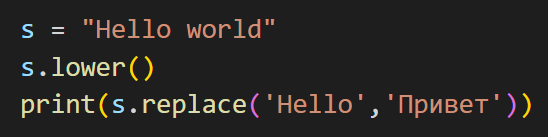 s = "Hello world"
s.lower()
print(s.replace('Hello','Привет'))